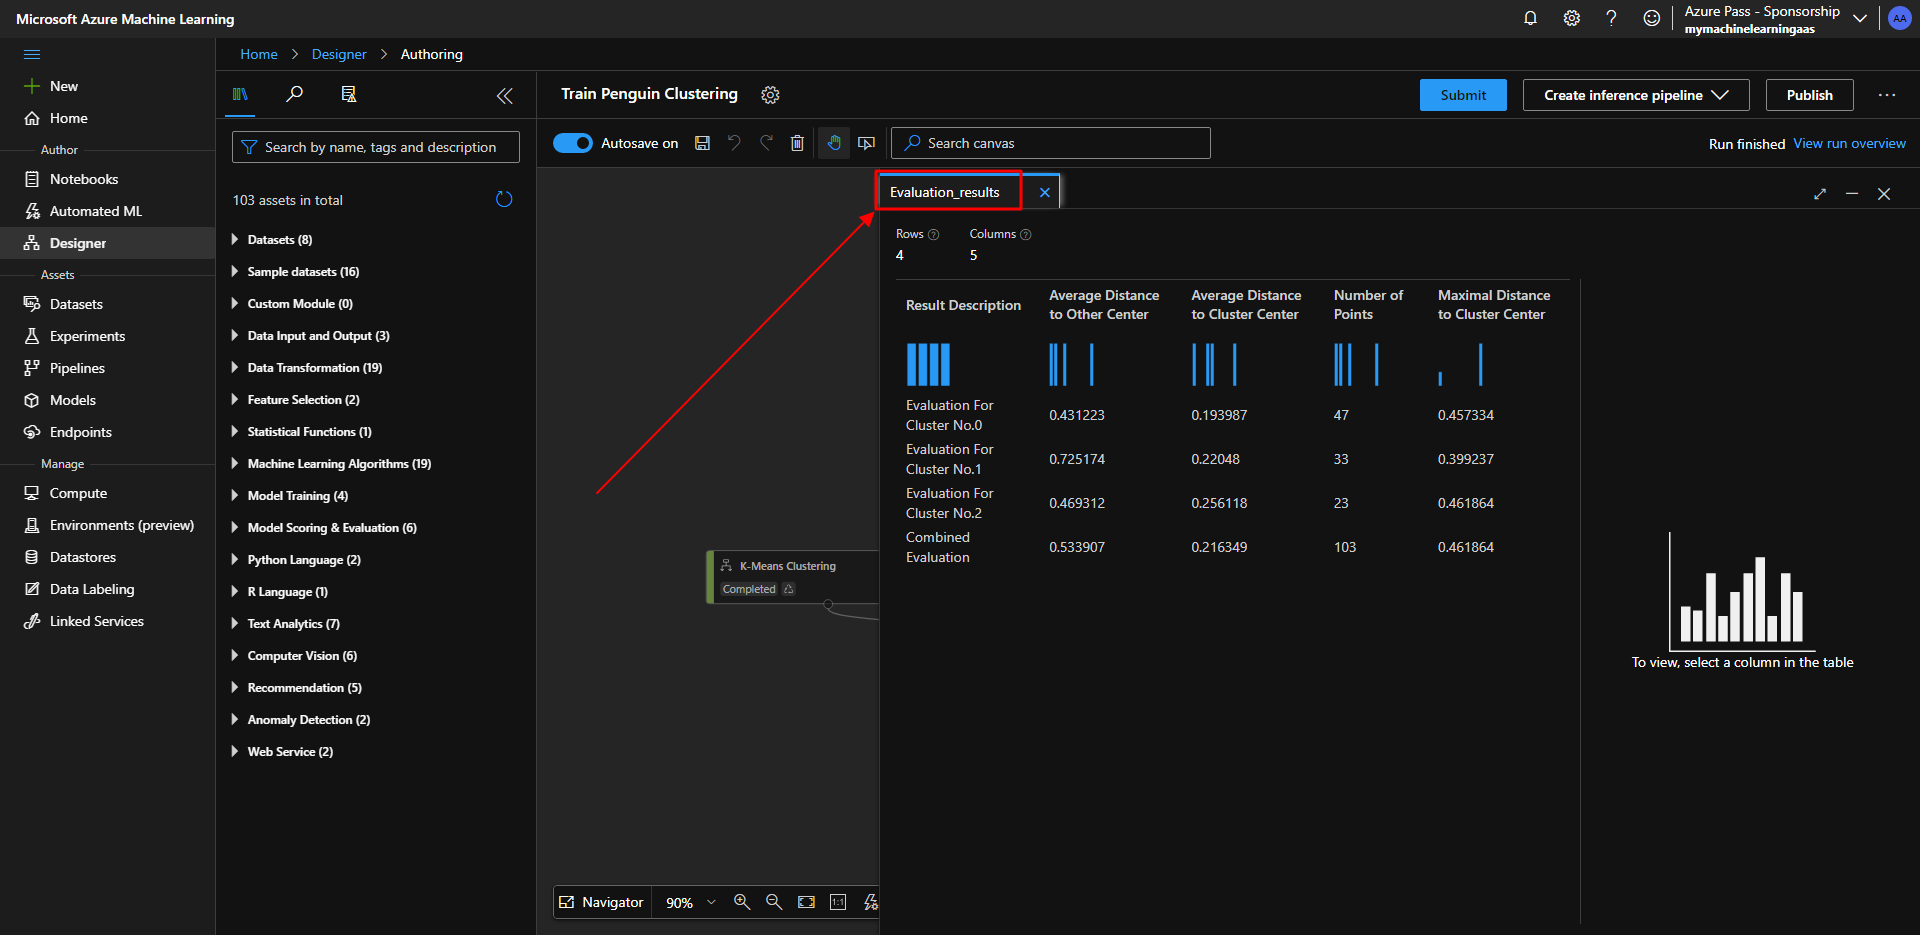 Microsoft Azure Machine Learning
Azure Pass - Sponsorship
mymachinelearningaas
AA
New
Home
Author
Notebooks
Automated ML
Designer
Assets
Datasets
Experiments
Pipelines
Models
Endpoints
Manage
Compute
Environments (preview)
Datastores
Data Labeling
Linked Services
Home > Designer > Authoring
Search by name, tags and description
103 assets in total
Datasets (8)
Sample datasets (16)
Custom Module (0)
Data Input and Output (3)
Data Transformation (19)
Feature Selection (2)
Statistical Functions (1)
Machine Learning Algorithms (19)
Model Training (4)
Model Scoring & Evaluation (6)
Python Language (2)
R Language (1)
Text Analytics (7)
Computer Vision (6)
Recommendation (5)
Anomaly Detection (2)
Web Service (2)
Train Penguin Clustering
Submit
Create inference pipeline
Publish
Autosave on
Search canvas
Run finished View run overview
Evaluation_results
Rows Columns
4 5
Result Description
Average Distance
to Other Center
Average Distance
to Cluster Center
Number of
Points
Maximal Distance
to Cluster Center
Evaluation For
Cluster No.0
0.431223 0.193987 47 0.457334
Evaluation For
Cluster No.1
0.725174 0.22048 33 0.399237
Evaluation For
Cluster No.2
0.469312 0.256118 23 0.461864
Combined
Evaluation
0.533907 0.216349 103 0.461864
To view, select a column in the table
K-Means Clustering
Completed
Navigator
90%
1:1